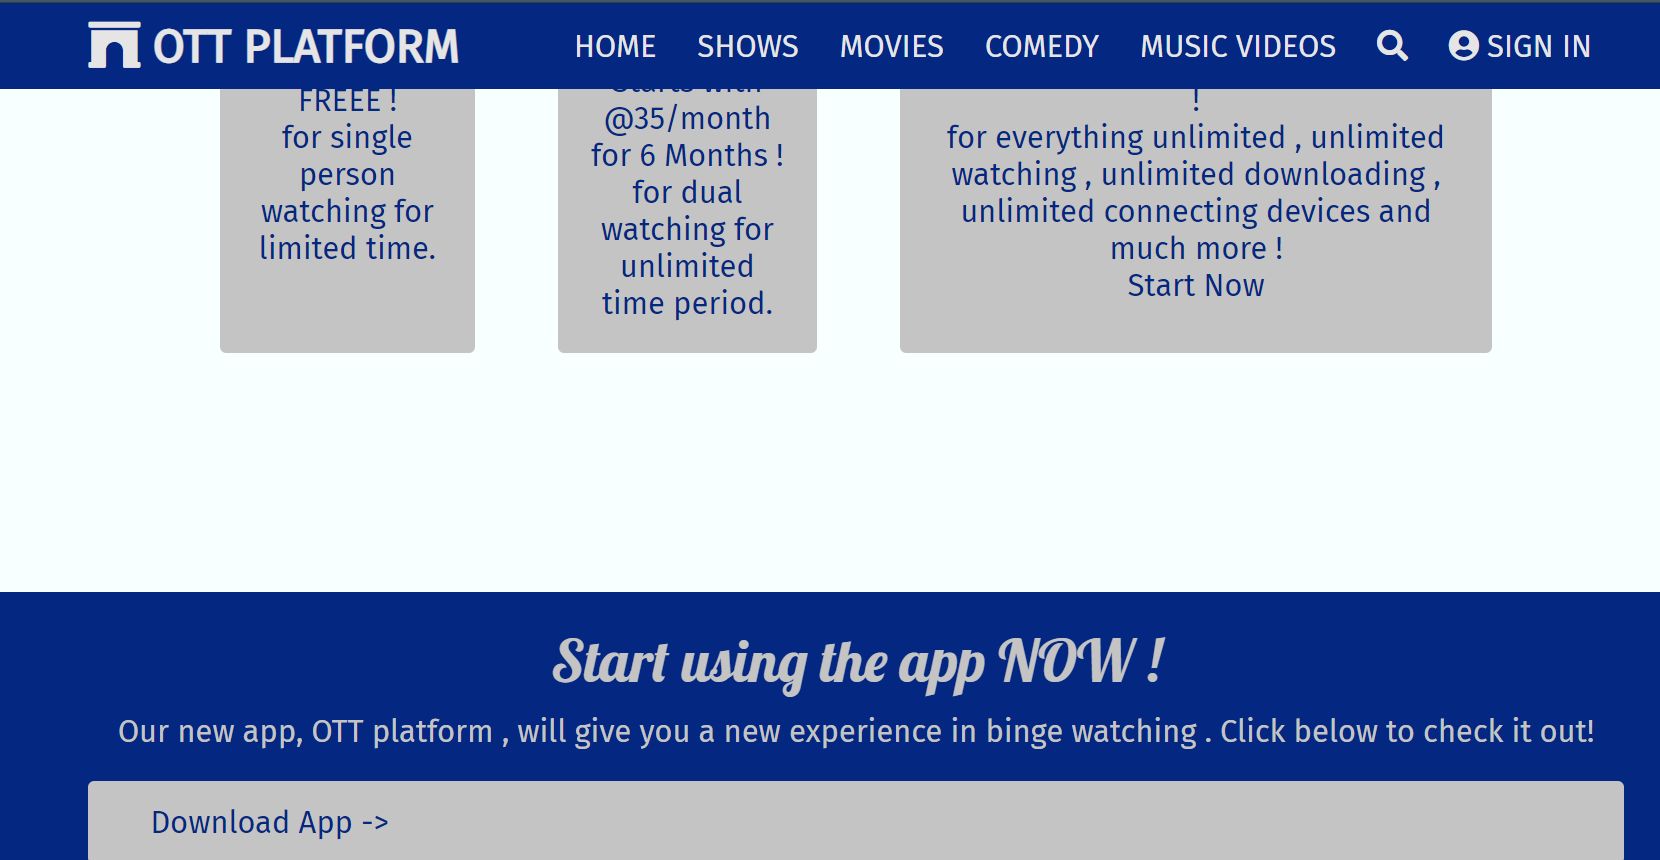 OTT PLATFORM
HOME
SHOWS
MOVIES
COMEDY
MUSIC VIDEOS
SIGN IN
FREEE !
for single
person
watching for
limited time.
Starts with
@35/month
for 6 Months !
for dual
watching for
unlimited
time period.
!
for everything unlimited , unlimited
watching , unlimited downloading ,
unlimited connecting devices and
much more !
Start Now
Start using the app NOW !
Our new app, OTT platform , will give you a new experience in binge watching . Click below to check it out!
Download App ->